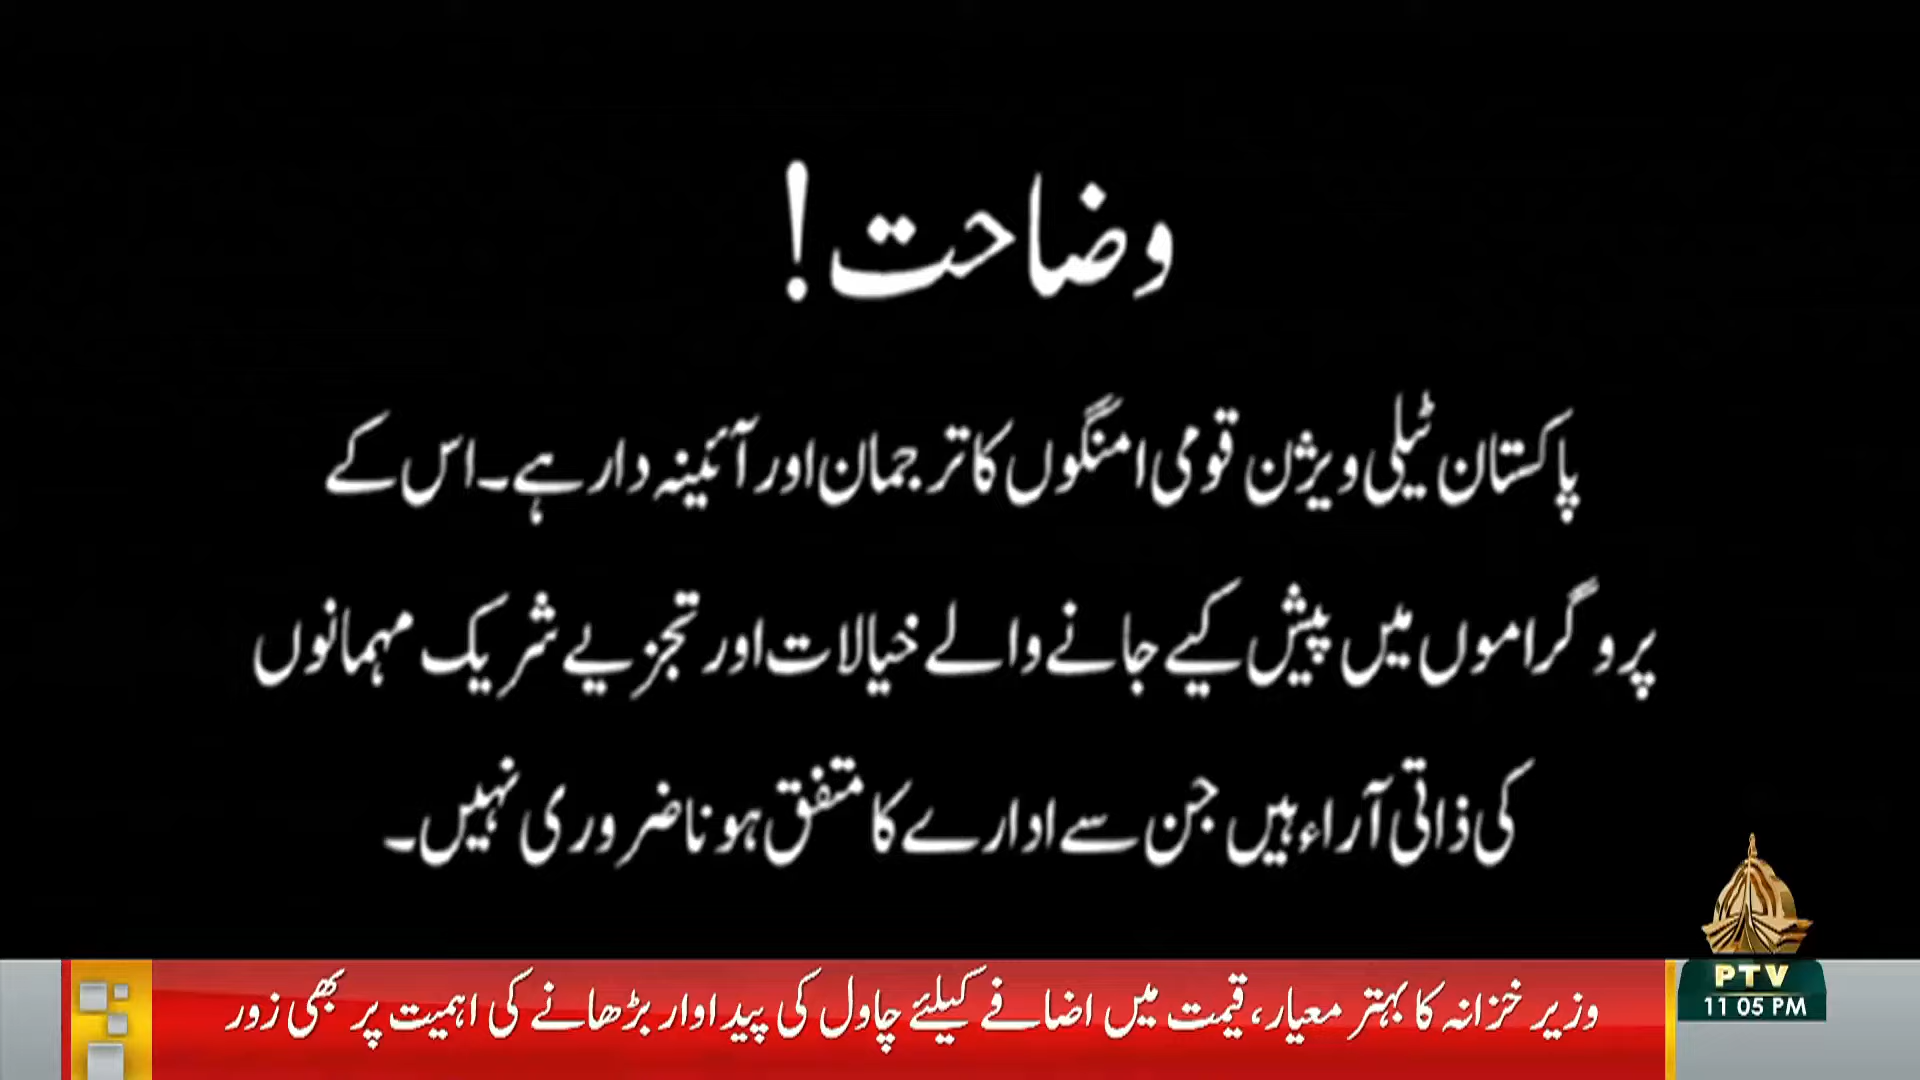 وضاحت!
پاکستان ٹیلی ویژن قومی امنگوں کا ترجمان اور آئینہ دار ہے۔ اس کے
پروگراموں میں پیش کیے جانے والے خیالات اور تجزیے شریک مہمانوں
کی ذاتی آراء ہیں جن سے ادارے کا متفق ہونا ضروری نہیں۔
PTV
11 05 PM
وزیر خزانہ کا بہتر معیار، قیمت میں اضافے کیلئے چاول کی پیداوار بڑھانے کی اہمیت پر بھی زور